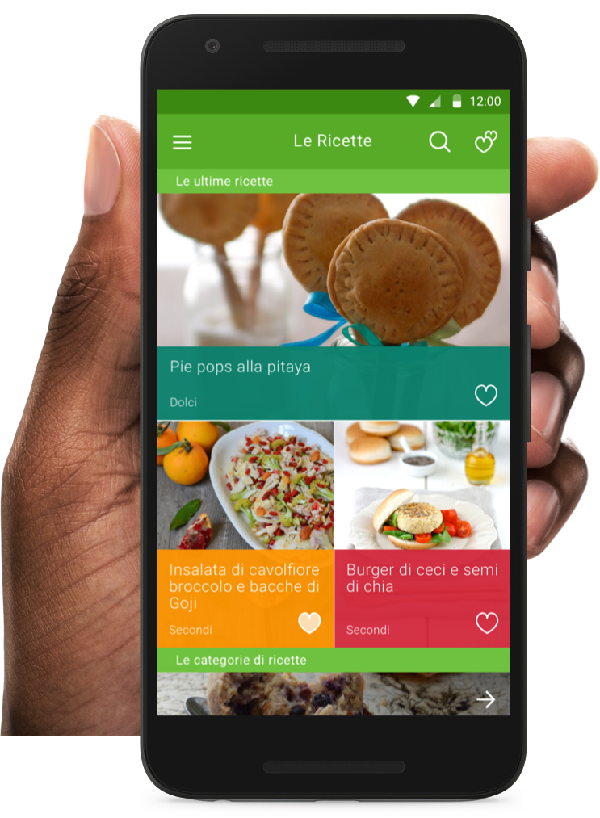 12:00
Le Ricette
Le ultime ricette
Pie pops alla pitaya
Dolci
Insalata di cavolfiore
broccolo e bacche di
Goji
Secondi
Burger di ceci e semi
di chia
Secondi
Le categorie di ricette